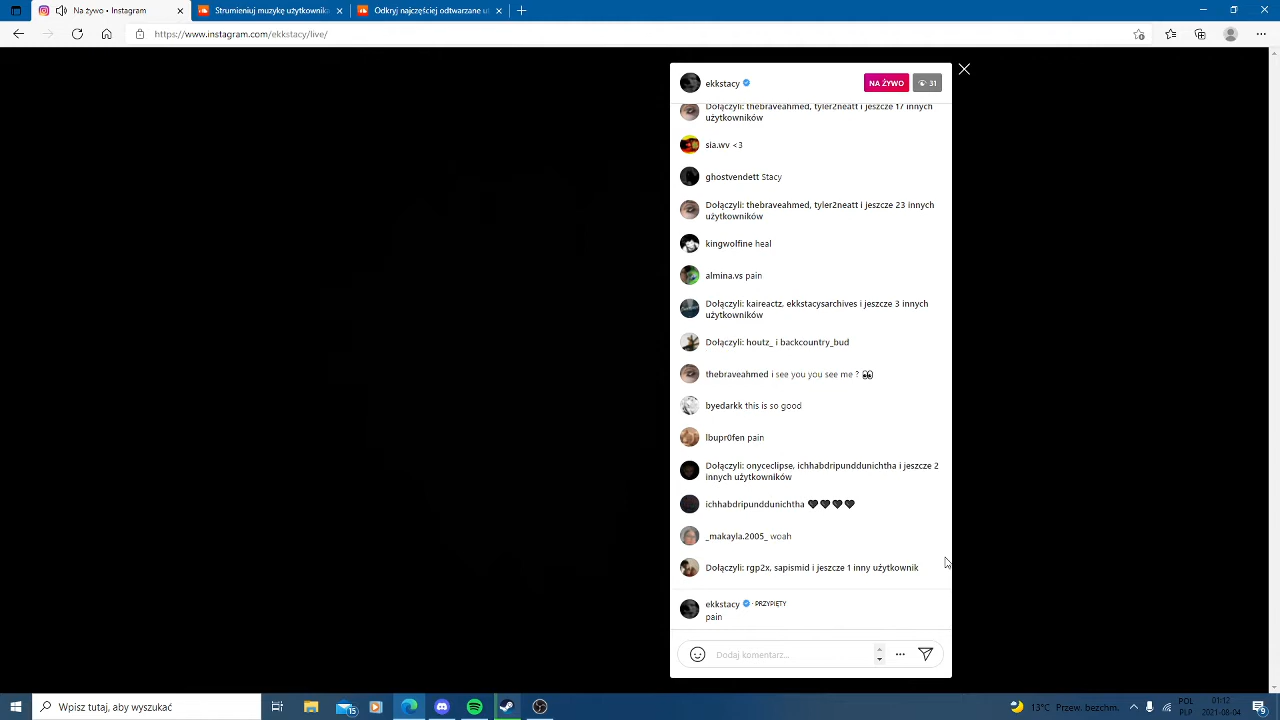 Na żywo • Instagram
Strumieniuj muzykę użytkownika
Odkryj najczęściej odtwarzane ut
https://www.instagram.com/ekkstacy/live/
ekkstacy
NA ŻYWO
31
Dołączyli: thebraveahmed, tyler2neatt i jeszcze 17 innych
użytkowników
sia.wv <3
ghostvendett Stacy
Dołączyli: thebraveahmed, tyler2neatt i jeszcze 23 innych
użytkowników
kingwolfine heal
almina.vs pain
Dołączyli: kaireactz, ekkstacysarchives i jeszcze 3 innych
użytkowników
Dołączyli: houtz_ i backcountry_bud
thebraveahmed i see you you see me ? 👀
byedarkk this is so good
lbupr0fen pain
Dołączyli: onyceclipse, ichhabdripunddunichtha i jeszcze 2
innych użytkowników
ichhabdripunddunichtha 🖤🖤🖤🖤
_makayla.2005_ woah
Dołączyli: rgp2x, sapismid i jeszcze 1 inny użytkownik
ekkstacy • PRZYPIĘTY
pain
Dodaj komentarz...
Wpisz tutaj, aby wyszukać
13°C Przew. bezchm.
POL
PLP
01:12
2021-08-04